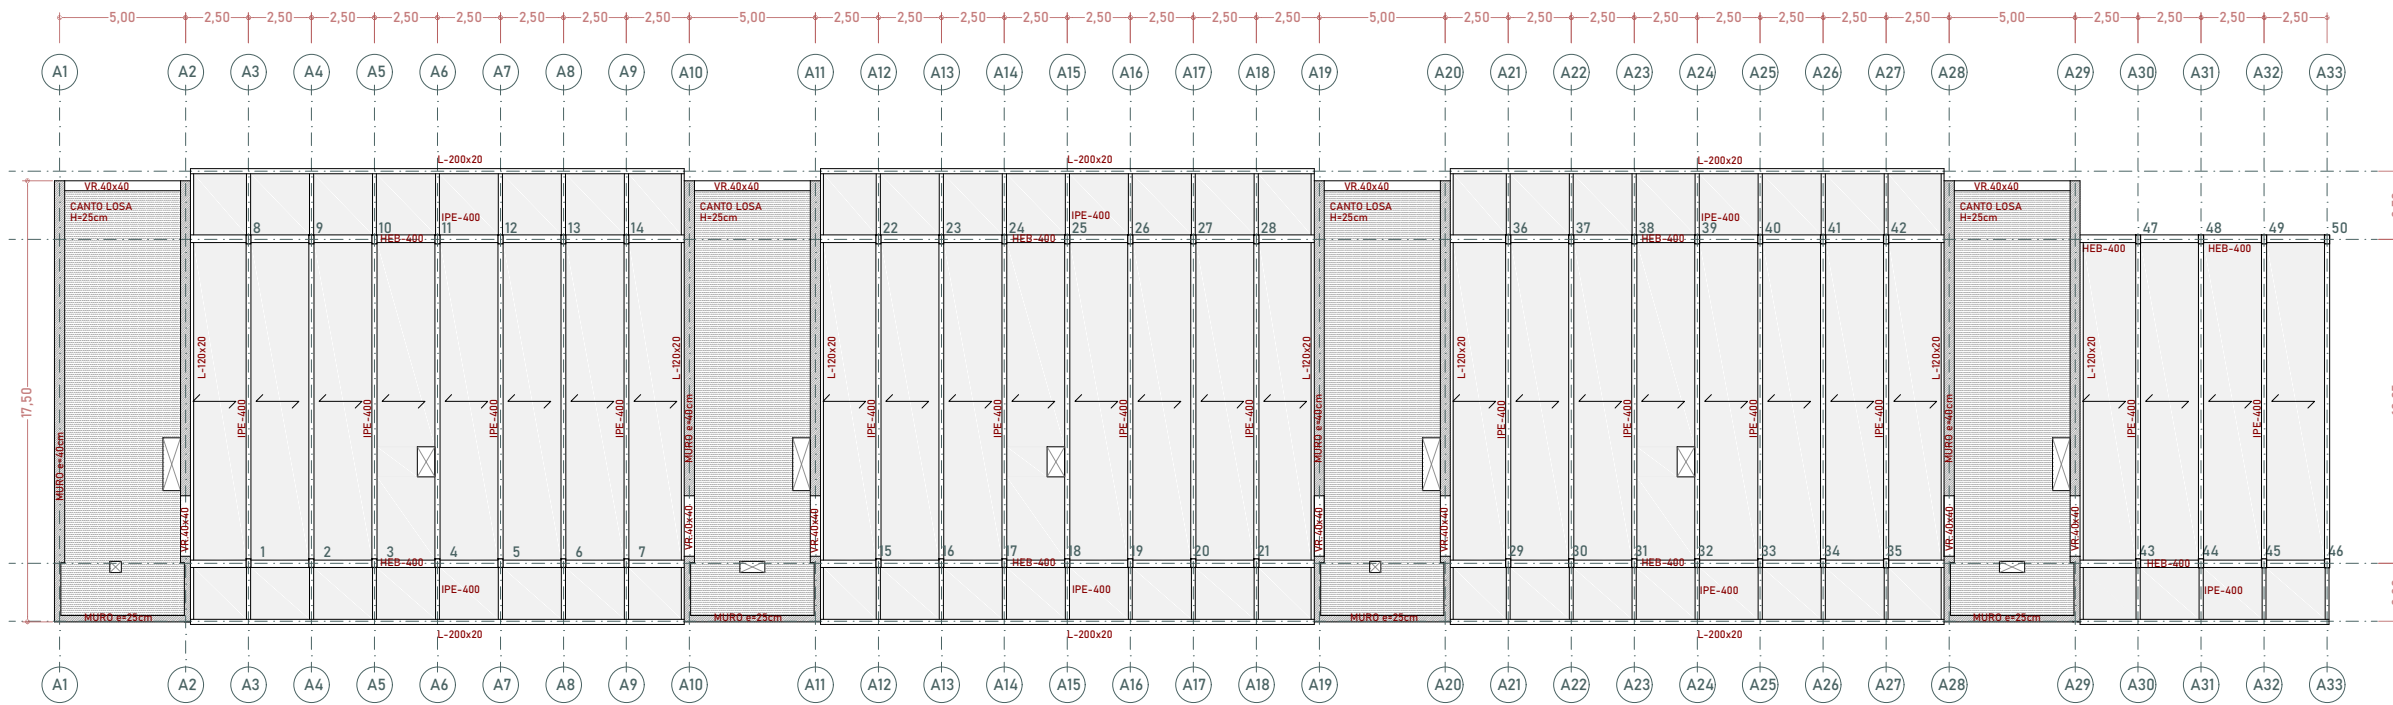 5,00 2,50 2,50 2,50 2,50 2,50 2,50 2,50 2,50 5,00 2,50 2,50 2,50 2,50 2,50 2,50 2,50 2,50 5,00 2,50 2,50 2,50 2,50 2,50 2,50 2,50 2,50 5,00 2,50 2,50 2,50 2,50
A1 A2 A3 A4 A5 A6 A7 A8 A9 A10 A11 A12 A13 A14 A15 A16 A17 A18 A19 A20 A21 A22 A23 A24 A25 A26 A27 A28 A29 A30 A31 A32 A33
L-200x20 L-200x20 L-200x20
VR.40x40 VR.40x40 VR.40x40 VR.40x40
CANTO LOSA CANTO LOSA CANTO LOSA CANTO LOSA
H=25cm IPE-400 H=25cm IPE-400 H=25cm IPE-400 H=25cm
8 9 10 11 12 13 14 22 23 24 25 26 27 28 36 37 38 39 40 41 42 47 48 49 50
HEB-400 HEB-400 HEB-400 HEB-400 HEB-400
L-120x20 L-120x20 L-120x20 L-120x20 L-120x20 L-120x20 L-120x20
17,50
IPE-400 IPE-400 IPE-400 IPE-400 IPE-400 IPE-400 IPE-400 IPE-400 IPE-400 IPE-400 IPE-400 IPE-400 IPE-400 IPE-400
MURO e=40cm MURO e=40cm MURO e=40cm MURO e=40cm
VR.40x40 VR.40x40 VR.40x40 VR.40x40 VR.40x40 VR.40x40 VR.40x40
1 2 3 4 5 6 7 15 16 17 18 19 20 21 29 30 31 32 33 34 35 43 44 45 46
HEB-400 HEB-400 HEB-400 HEB-400
IPE-400 IPE-400 IPE-400 IPE-400
MURO e=25cm MURO e=25cm MURO e=25cm MURO e=25cm
L-200x20 L-200x20 L-200x20
A1 A2 A3 A4 A5 A6 A7 A8 A9 A10 A11 A12 A13 A14 A15 A16 A17 A18 A19 A20 A21 A22 A23 A24 A25 A26 A27 A28 A29 A30 A31 A32 A33